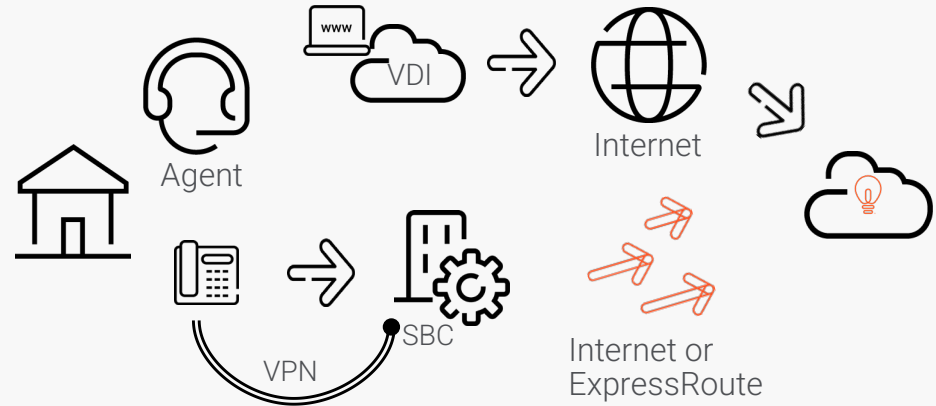 www
VDI
Internet
Agent
SBC
VPN
Internet or
ExpressRoute